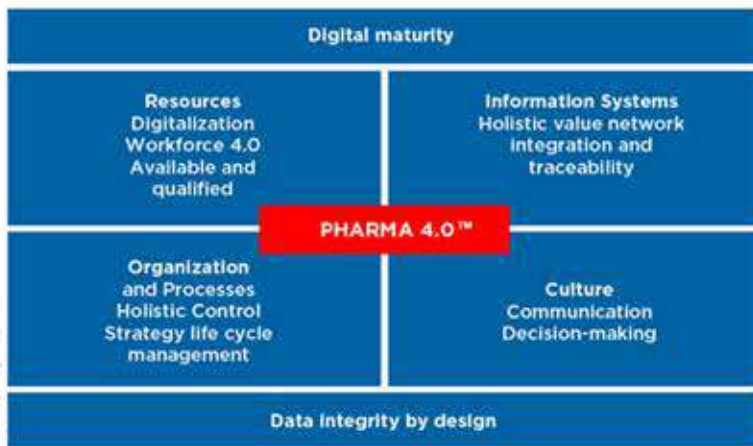 Digital maturity
Resources
Digitalization
Workforce 4.0
Available and
qualified
Information Systems
Holistic value network
integration and
traceability
PHARMA 4.0™
Organization
and Processes
Holistic Control
Strategy life cycle
management
Culture
Communication
Decision-making
Data integrity by design